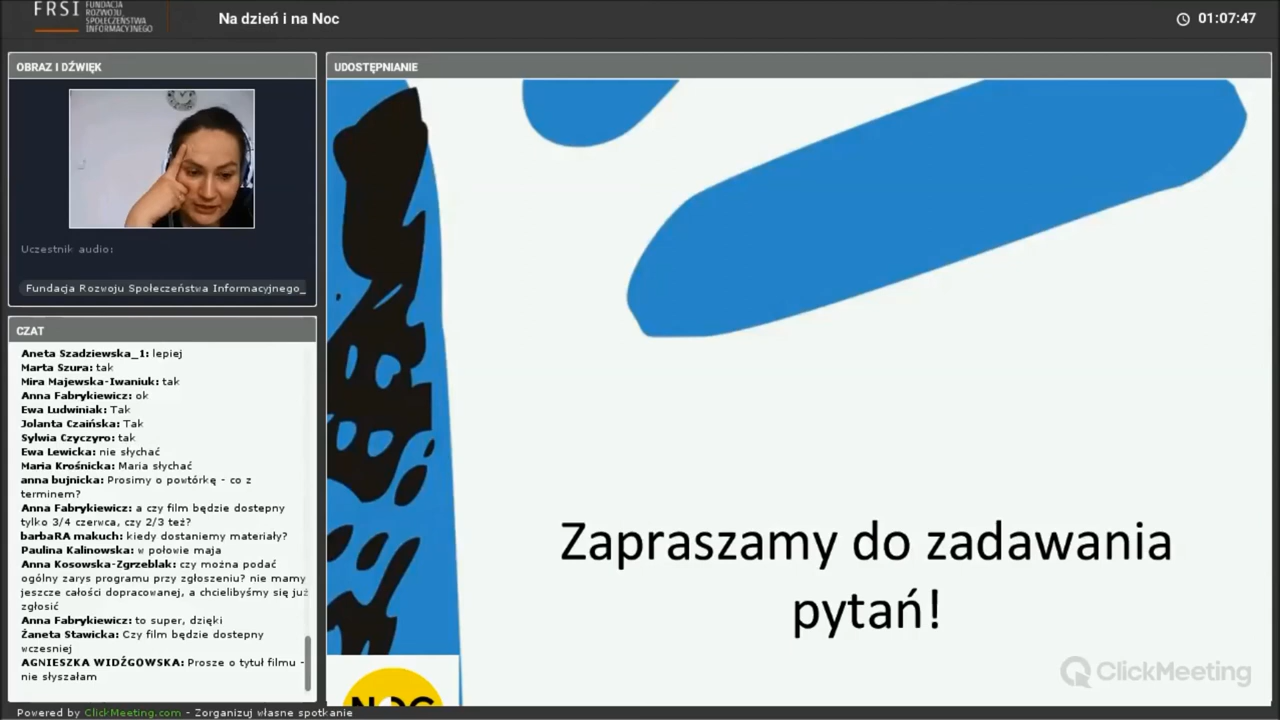 FRSI
FUNDACJA
ROZWOJU
SPOŁECZEŃSTWA
INFORMACYJNEGO
Na dzień i na Noc
01:07:47
OBRAZ I DŹWIĘK
Uczestnik audio:
Fundacja Rozwoju Społeczeństwa Informacyjnego_
CZAT
Aneta Szadziewska_1: lepiej
Marta Szura: tak
Mira Majewska-Iwaniuk: tak
Anna Fabrykiewicz: ok
Ewa Ludwiniak: Tak
Jolanta Czaińska: Tak
Sylwia Czyczyro: tak
Ewa Lewicka: nie słychać
Maria Krośnicka: Maria słychać
anna bujnicka: Prosimy o powtórkę - co z
terminem?
Anna Fabrykiewicz: a czy film będzie dostepny
tylko 3/4 czerwca, czy 2/3 też?
barbaRA makuch: kiedy dostaniemy materiały?
Paulina Kalinowska: w połowie maja
Anna Kosowska-Zgrzeblak: czy można podać
ogólny zarys programu przy zgłoszeniu? nie mamy
jeszcze całości dopracowanej, a chcielibyśmy się już
zgłosić
Anna Fabrykiewicz: to super, dzięki
Żaneta Stawicka: Czy film będzie dostepny
wczesniej
AGNIESZKA WIDŹGOWSKA: Prosze o tytuł filmu -
nie słyszałam
UDOSTĘPNIANIE
Zapraszamy do zadawania
pytań!
NOC
ClickMeeting
Powered by ClickMeeting.com - Zorganizuj własne spotkanie